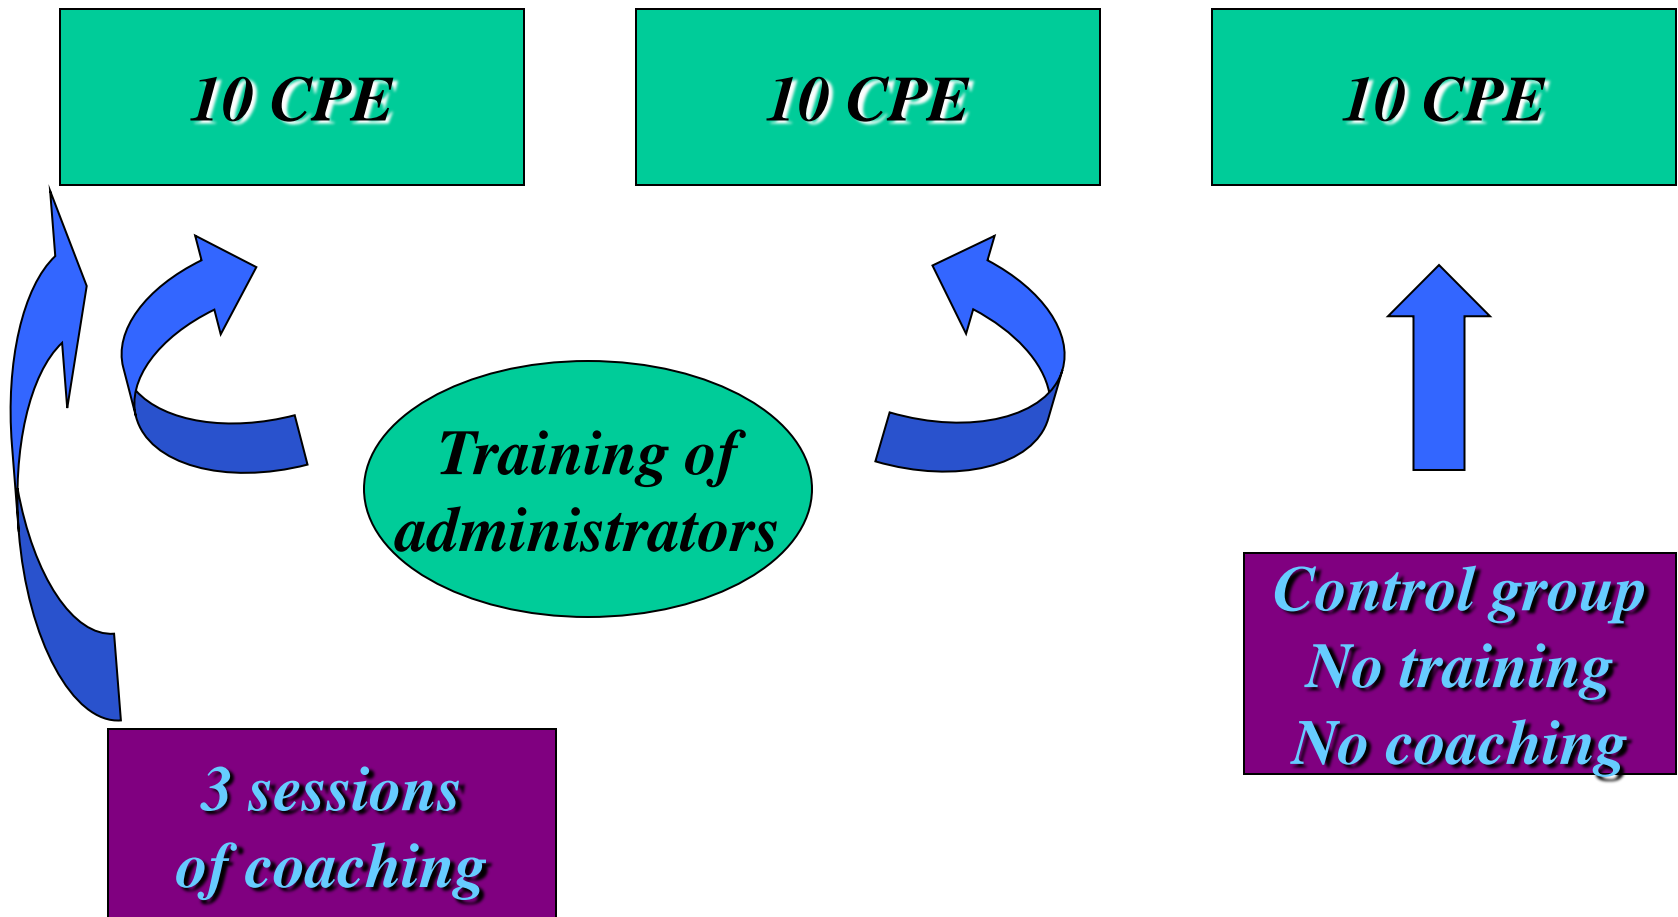 10 CPE
10 CPE
10 CPE
Training of
administrators
Control group
No training
No coaching
3 sessions
of coaching